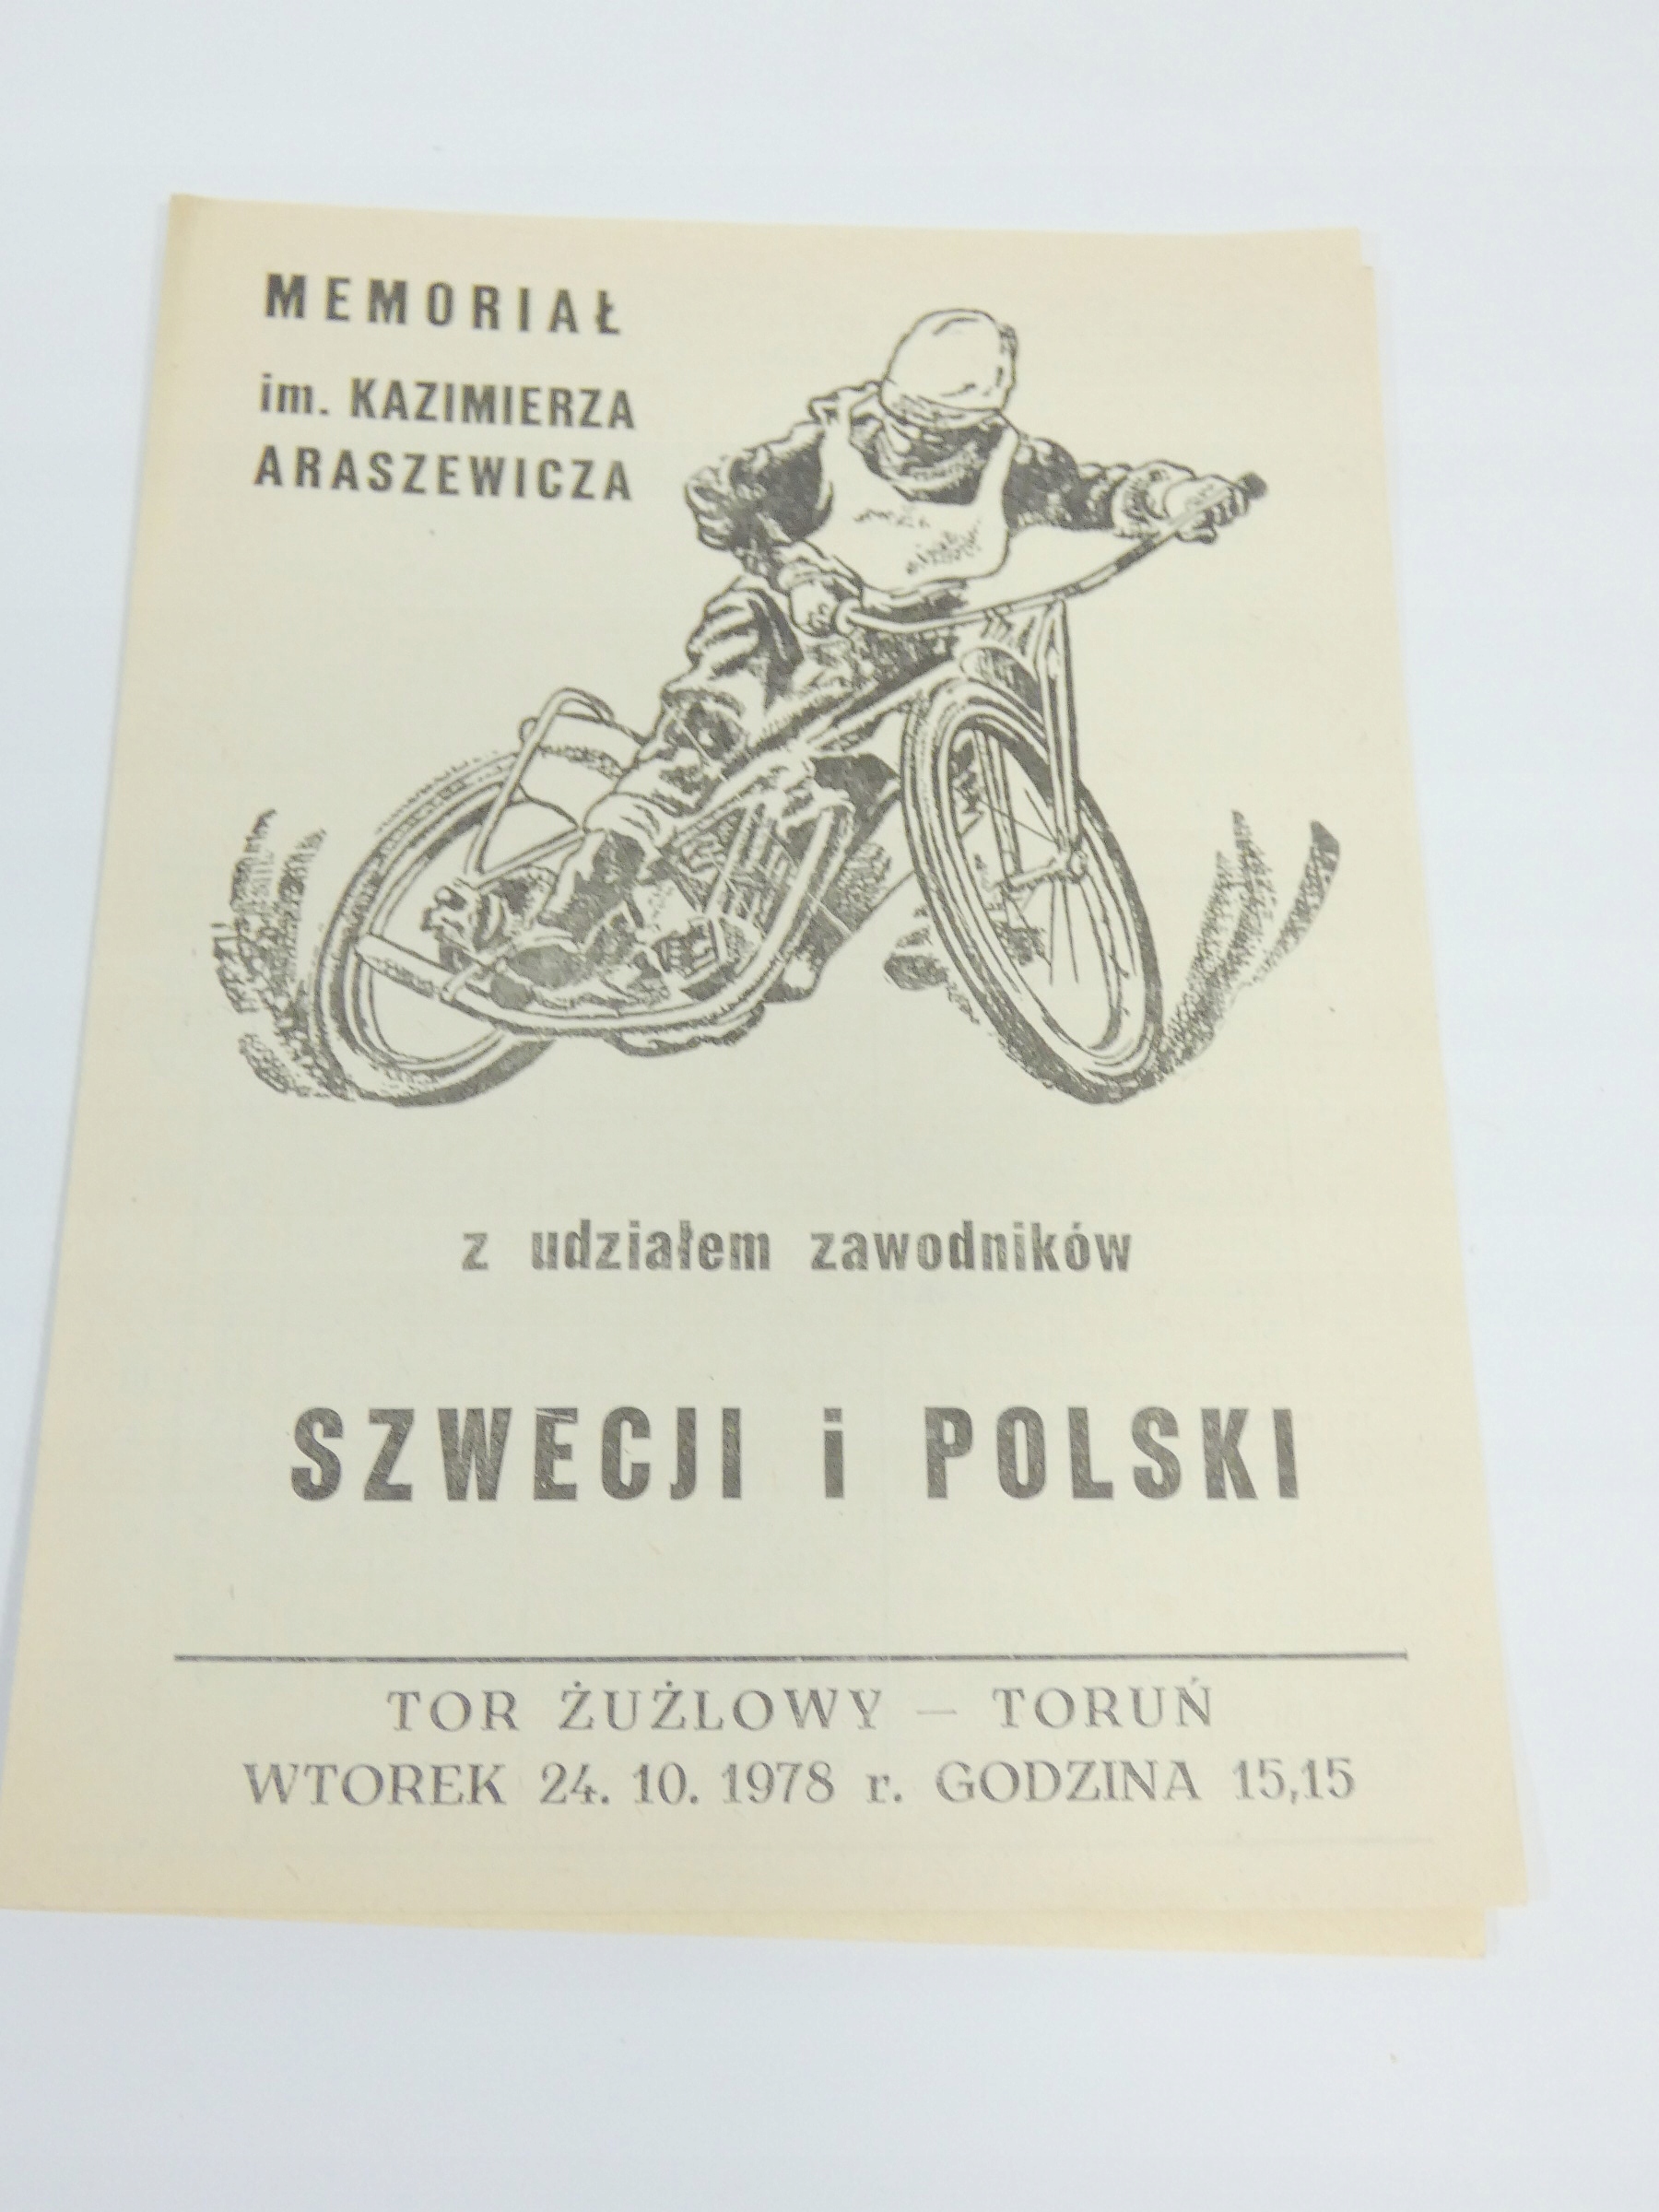 MEMORIAŁ
im. KAZIMIERZA
ARASZEWICZA
z udziałem zawodników
SZWECJI i POLSKI
TOR ŻUŻLOWY — TORUŃ
WTOREK 24. 10. 1978 r. GODZINA 15,15